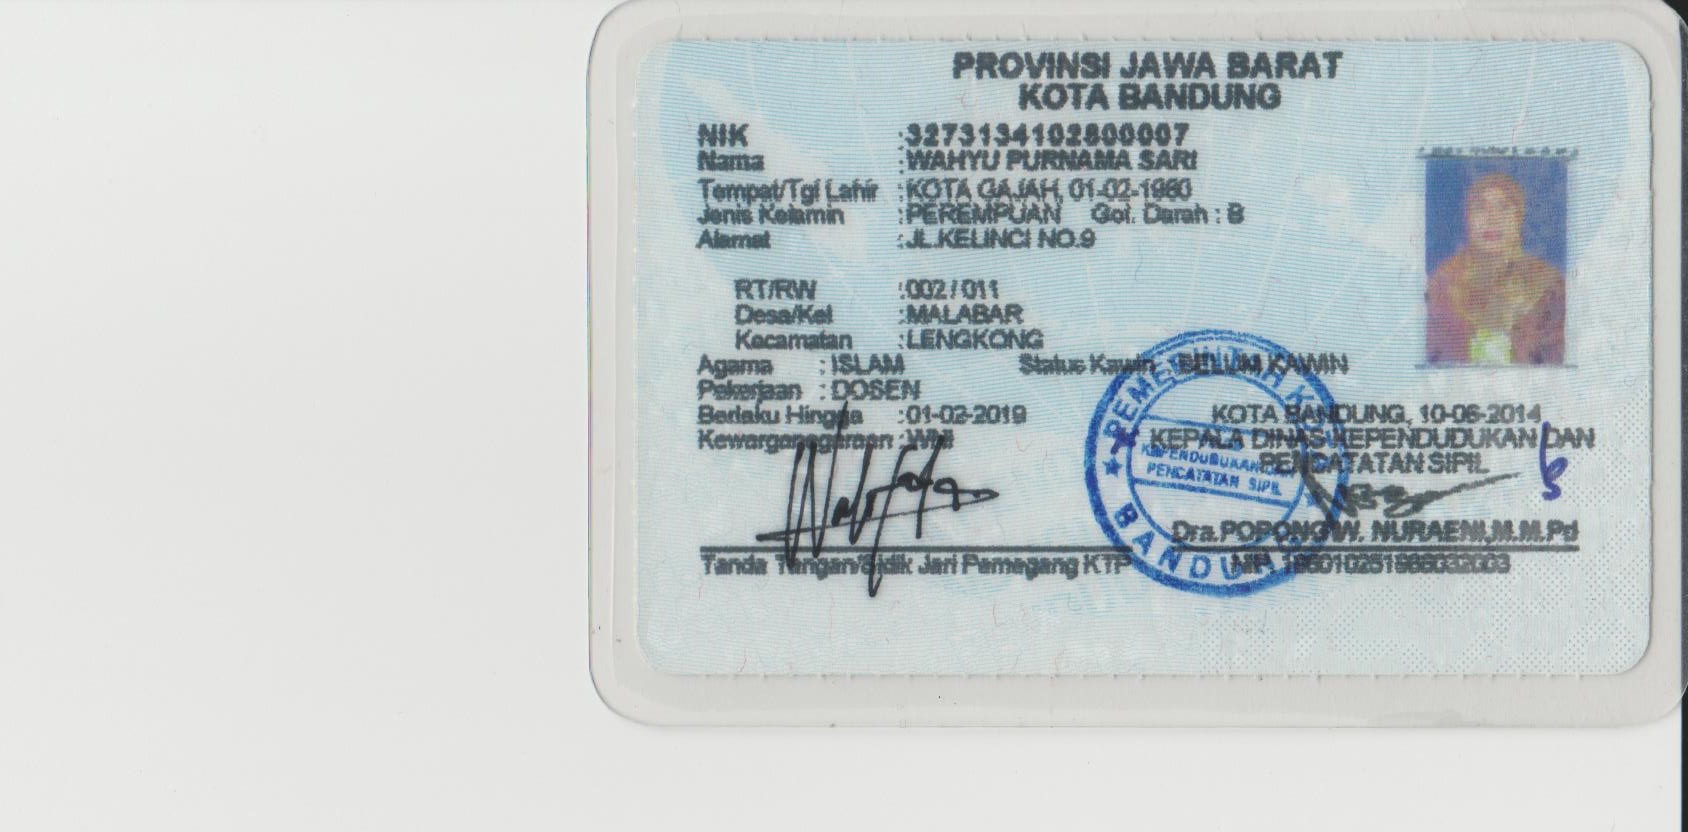 PROVINSI JAWA BARAT
KOTA BANDUNG
NIK :3273134102800007
Nama :WAHYU PURNAMA SARI
Tempat/Tgl Lahir :KOTA GAJAH, 01-02-1980
Jenis Kelamin :PEREMPUAN Gol. Darah : B
Alamat :JL.KELINCI NO.9
RT/RW :002 / 011
Desa/Kel :MALABAR
Kecamatan :LENGKONG
Agama : ISLAM Status Kawin : BELUM KAWIN
Pekerjaan : DOSEN
Berlaku Hingga :01-02-2019
Kewarganegaraan :WNI
KOTA BANDUNG, 10-06-2014
KEPALA DINAS KEPENDUDUKAN DAN
PENCATATAN SIPIL
PEMERINTAH KOTA
KEPENDUDUKAN DAN
PENCATATAN SIPIL
BANDUNG
Dra.POPONG W. NURAENI,M.M.Pd
Tanda Tangan/Sidik Jari Pemegang KTP NIP.